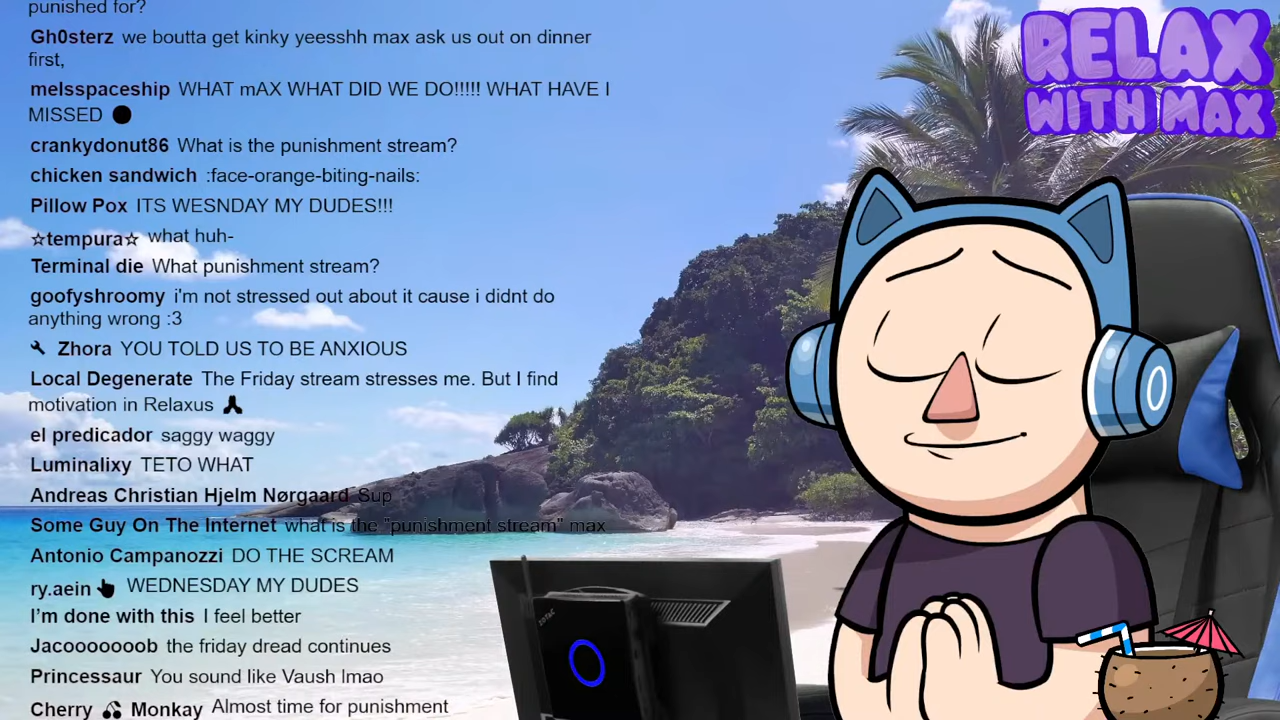 punished for?
Gh0sterz we boutta get kinky yeesshh max ask us out on dinner
first,
melsspaceship WHAT mAX WHAT DID WE DO!!!!! WHAT HAVE I
MISSED
crankydonut86 What is the punishment stream?
chicken sandwich :face-orange-biting-nails:
Pillow Pox ITS WESNDAY MY DUDES!!!
☆tempura☆ what huh-
Terminal die What punishment stream?
goofyshroomy i'm not stressed out about it cause i didnt do
anything wrong :3
Zhora YOU TOLD US TO BE ANXIOUS
Local Degenerate The Friday stream stresses me. But I find
motivation in Relaxus
el predicador saggy waggy
Luminalixy TETO WHAT
Andreas Christian Hjelm Nørgaard Sup
Some Guy On The Internet what is the "punishment stream" max
Antonio Campanozzi DO THE SCREAM
ry.aein WEDNESDAY MY DUDES
I'm done with this I feel better
Jacooooooob the friday dread continues
Princessaur You sound like Vaush lmao
Cherry Monkay Almost time for punishment
RELAX
WITH MAX
ZOTAC